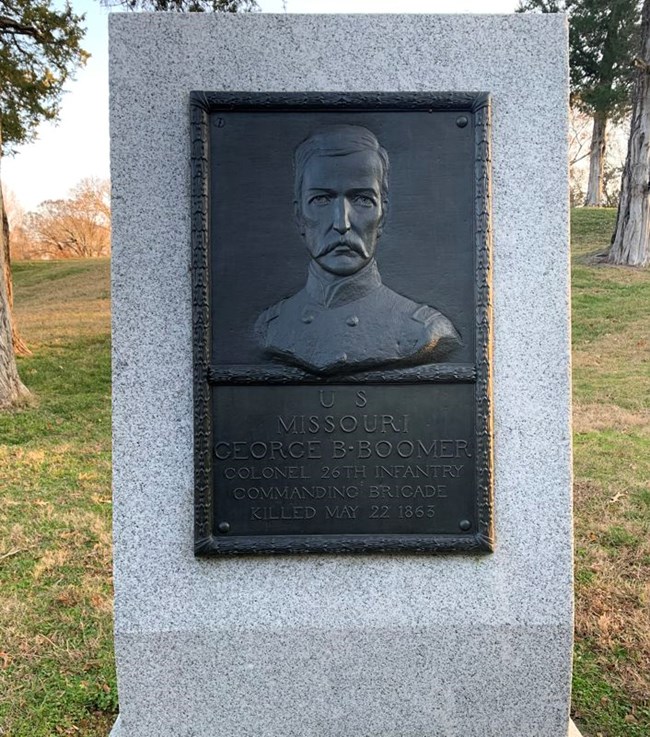 U S
MISSOURI
GEORGE B·BOOMER
COLONEL 26TH INFANTRY
COMMANDING BRIGADE
KILLED MAY 22 1863